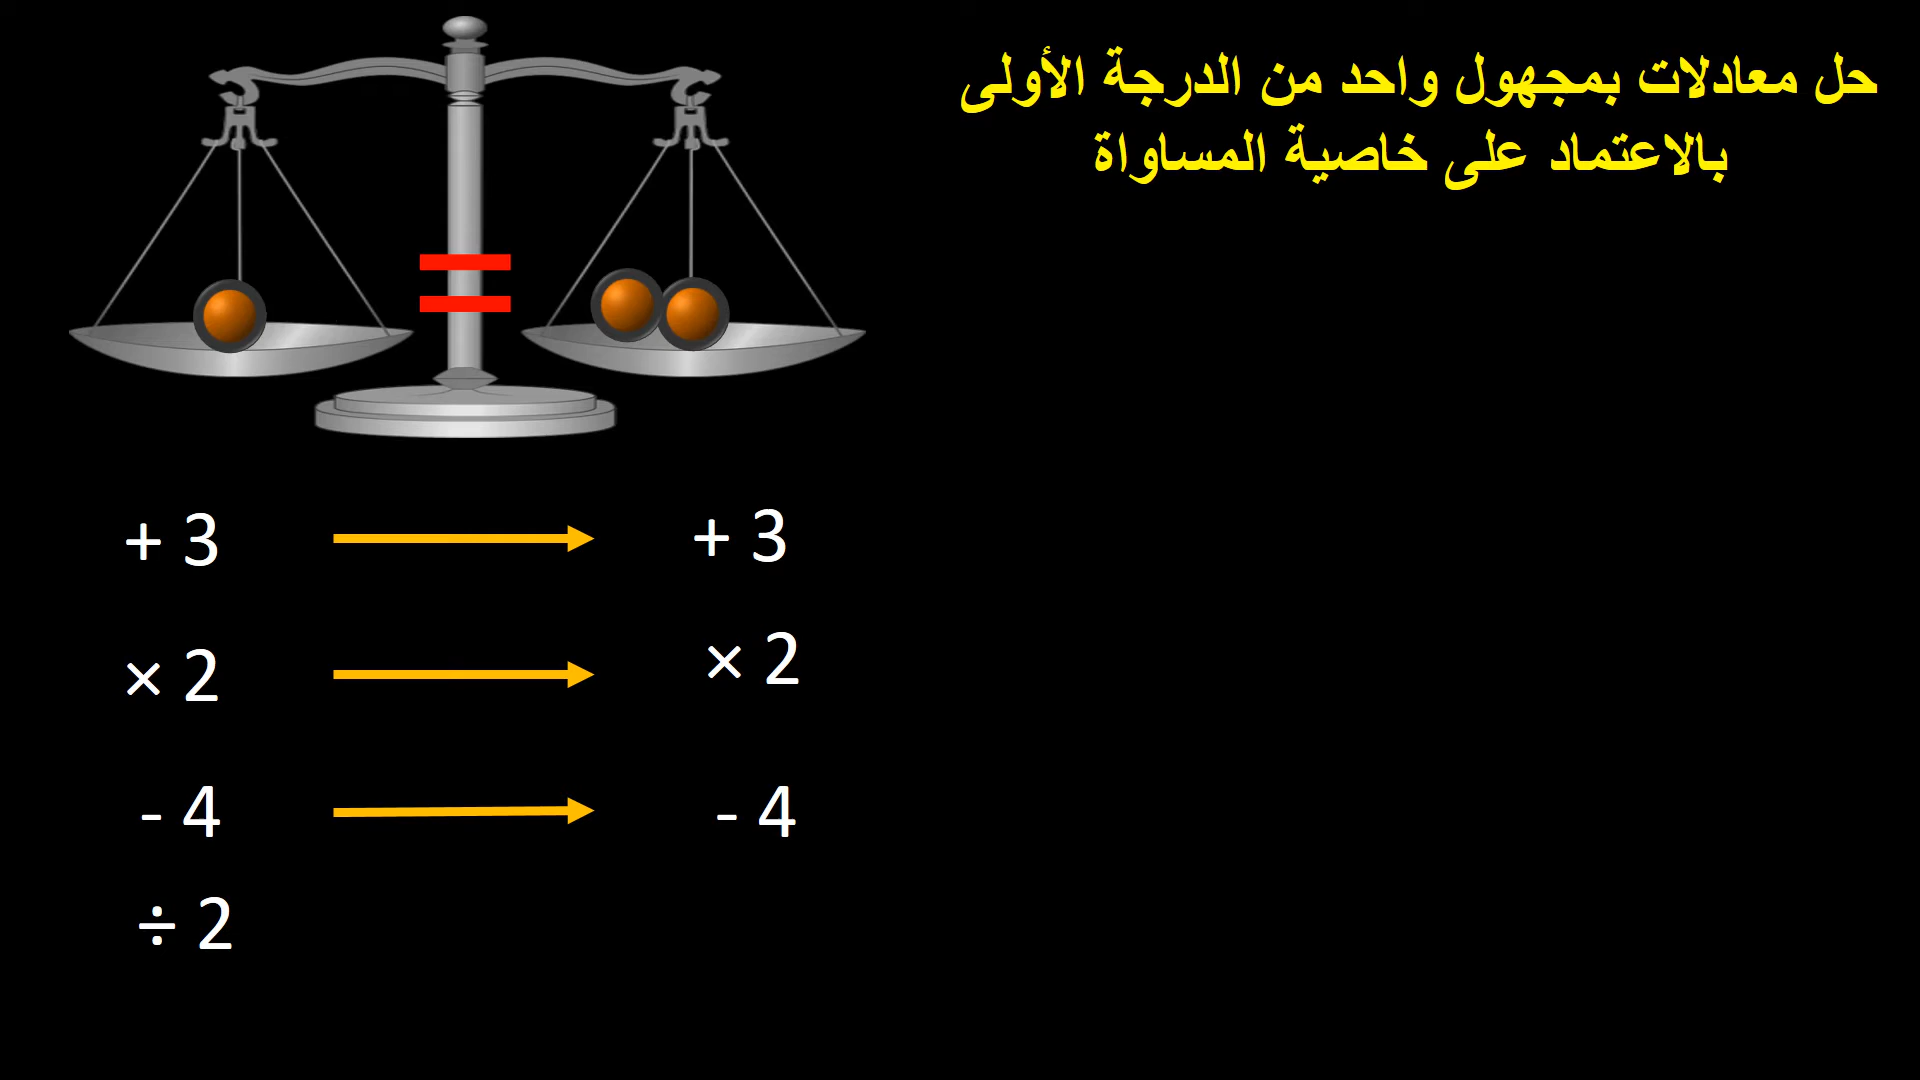 حل معادلات بمجهول واحد من الدرجة الأولى
بالاعتماد على خاصية المساواة
=
+ 3 + 3
× 2 × 2
- 4 - 4
÷ 2